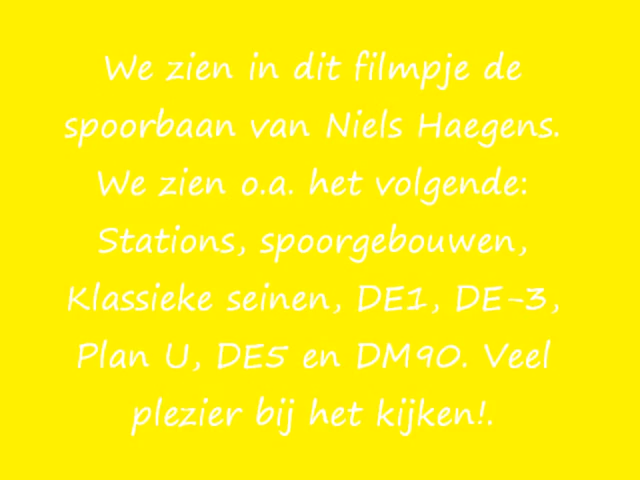 We zien in dit filmpje de
spoorbaan van Niels Haegens.
We zien o.a. het volgende:
Stations, spoorgebouwen,
Klassieke seinen, DE1, DE-3,
Plan U, DE5 en DM90. Veel
plezier bij het kijken!.